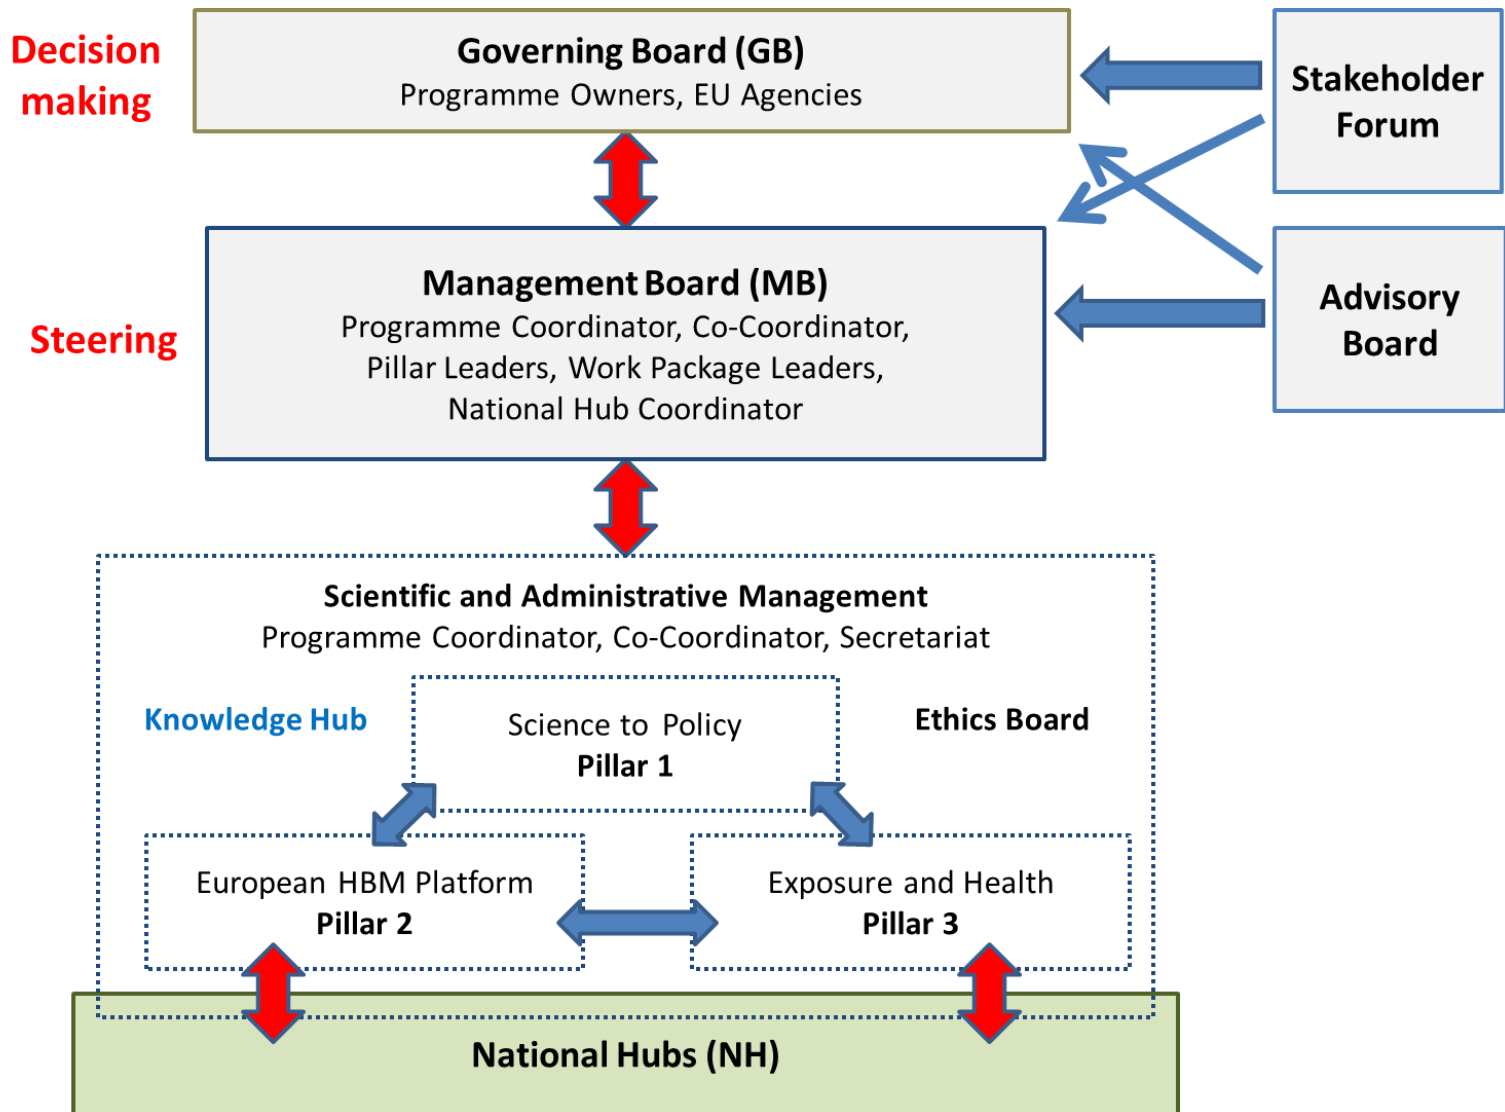 Decision
making
Governing Board (GB)
Programme Owners, EU Agencies
Stakeholder
Forum
Steering
Management Board (MB)
Programme Coordinator, Co-Coordinator,
Pillar Leaders, Work Package Leaders,
National Hub Coordinator
Advisory
Board
Scientific and Administrative Management
Programme Coordinator, Co-Coordinator, Secretariat
Knowledge Hub
Science to Policy
Pillar 1
Ethics Board
European HBM Platform
Pillar 2
Exposure and Health
Pillar 3
National Hubs (NH)